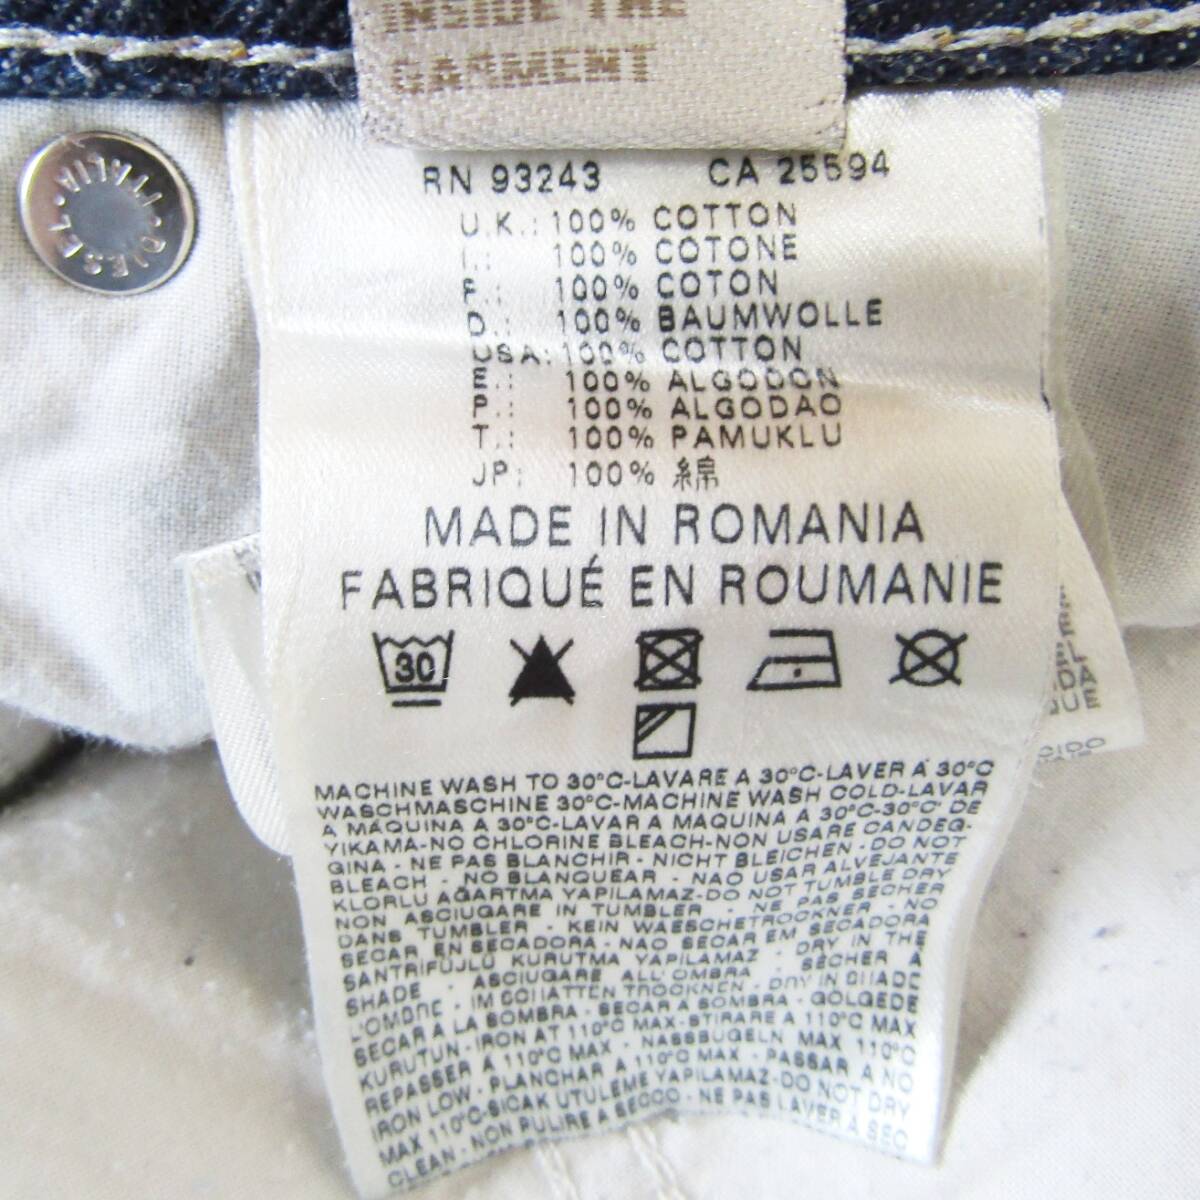 INSIDE THE
GARMENT
DIESEL ITALIA
RN 93243 CA 25594
U.K.: 100% COTTON
I.: 100% COTONE
F.: 100% COTON
D.: 100% BAUMWOLLE
USA: 100% COTTON
E.: 100% ALGODON
P.: 100% ALGODAO
T.: 100% PAMUKLU
JP: 100% 綿
MADE IN ROMANIA
FABRIQUÉ EN ROUMANIE
30
MACHINE WASH TO 30°C-LAVARE A 30°C-LAVER A 30°C
WASCHMASCHINE 30°C-MACHINE WASH COLD-LAVAR
A MAQUINA A 30°C-LAVAR A MAQUINA A 30°C-30°C' DE
YIKAMA-NO CHLORINE BLEACH-NON USARE CANDEG-
GINA - NE PAS BLANCHIR - NICHT BLEICHEN - DO NOT
BLEACH - NO BLANQUEAR - NAO USAR ALVEJANTE
KLORLU AĞARTMA YAPILAMAZ-DO NOT TUMBLE DRY
NON ASCIUGARE IN TUMBLER - NE PAS SÈCHER
DANS TUMBLER - KEIN WAESCHETROCKNER - NO
SECAR EN SECADORA - NAO SECAR EM SECADORA
SANTRİFÜJLÜ KURUTMA YAPILAMAZ - DRY IN THE
SHADE - ASCIUGARE ALL'OMBRA - SÈCHER À
L'OMBRE - IM SCHATTEN TROCKNEN - DRY IN SHADE
SECAR A LA SOMBRA - SECAR A SOMBRA - GÖLGEDE
KURUTUN - IRON AT 110°C MAX - STIRARE A 110°C MAX
REPASSER À 110°C MAX - NASSBUGELN MAX 110°C
IRON LOW - PLANCHAR A 110°C MAX - PASSAR A NO
MAX 110°C-SICAK UTULEME YAPILAMAZ-DO NOT DRY
CLEAN - NON PULIRE A SECCO - NE PAS LAVER À SEC
CIDO